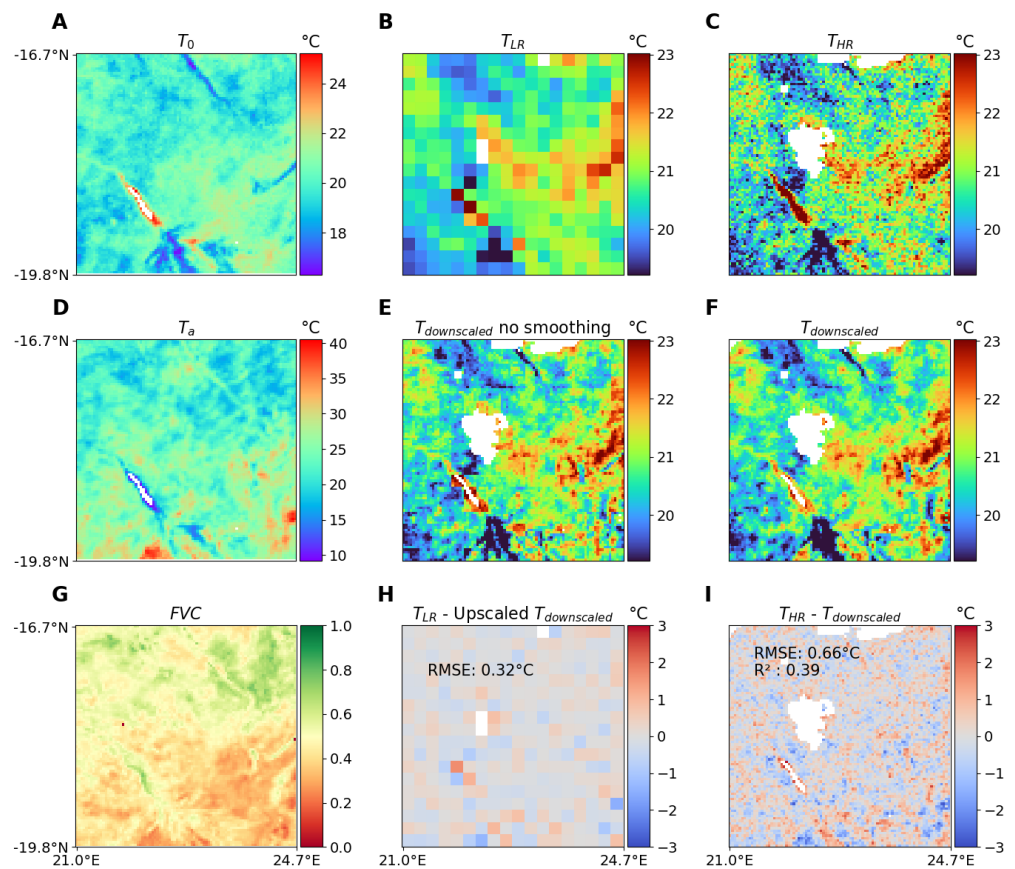 A B C
T0 °C TLR °C THR °C
-16.7°N
24
22
20
18
23
22
21
20
23
22
21
20
-19.8°N
D E F
Ta °C Tdownscaled no smoothing °C Tdownscaled °C
-16.7°N
40
35
30
25
20
15
10
23
22
21
20
23
22
21
20
-19.8°N
G H I
FVC TLR - Upscaled Tdownscaled °C THR - Tdownscaled °C
-16.7°N
1.0
0.8
0.6
0.4
0.2
0.0
RMSE: 0.32°C
3
2
1
0
−1
−2
−3
RMSE: 0.66°C
R² : 0.39
3
2
1
0
−1
−2
−3
-19.8°N
21.0°E 24.7°E 21.0°E 21.0°E 24.7°E